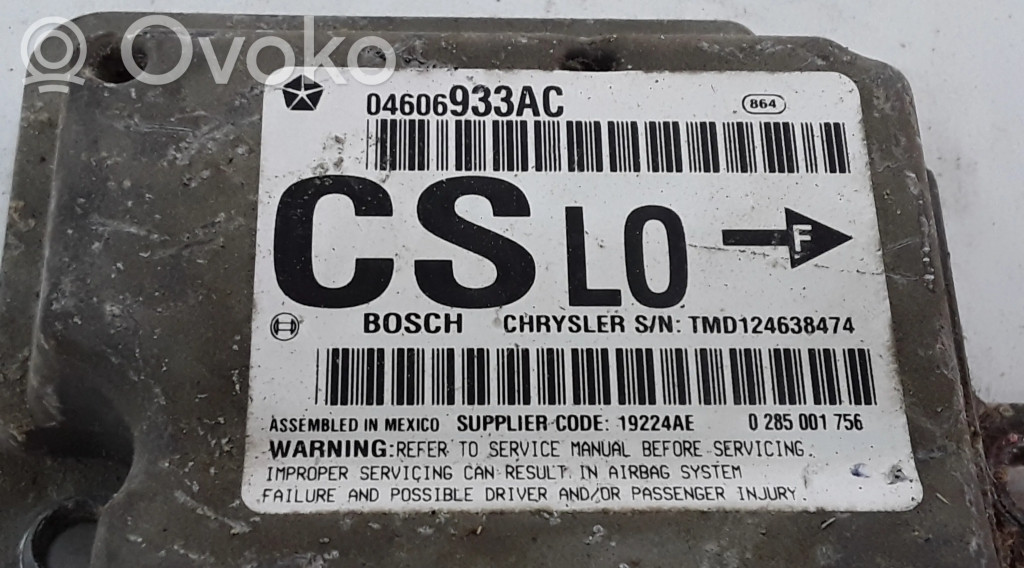 Ovoko
04606933AC 864
CS LO F
BOSCH CHRYSLER S/N: TMD124638474
ASSEMBLED IN MEXICO SUPPLIER CODE: 19224AE 0 285 001 756
WARNING: REFER TO SERVICE MANUAL BEFORE SERVICING.
IMPROPER SERVICING CAN RESULT IN AIRBAG SYSTEM
FAILURE AND POSSIBLE DRIVER AND/OR PASSENGER INJURY.